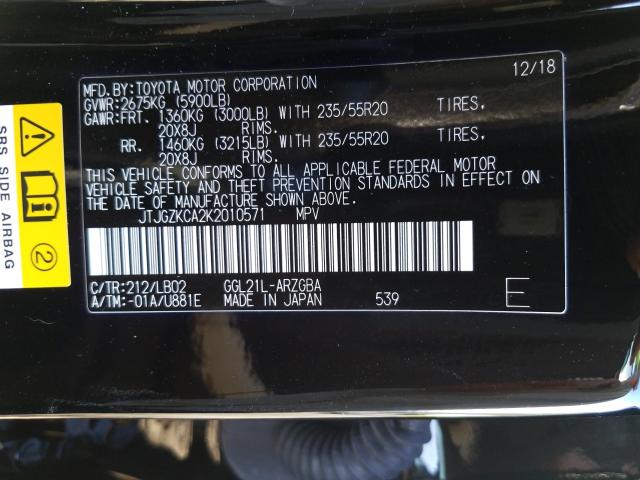 12/18
MFD.BY:TOYOTA MOTOR CORPORATION
GVWR:2675KG (5900LB)
GAWR:FRT. 1360KG (3000LB) WITH 235/55R20 TIRES,
20X8J RIMS.
RR. 1460KG (3215LB) WITH 235/55R20 TIRES,
20X8J RIMS.
THIS VEHICLE CONFORMS TO ALL APPLICABLE FEDERAL MOTOR
VEHICLE SAFETY AND THEFT PREVENTION STANDARDS IN EFFECT ON
THE DATE OF MANUFACTURE SHOWN ABOVE.
JTJGZKCA2K2010571 MPV
C/TR:212/LB02 GGL21L-ARZGBA
A/TM:-01A/U881E MADE IN JAPAN 539
E
SRS SIDE AIRBAG
2